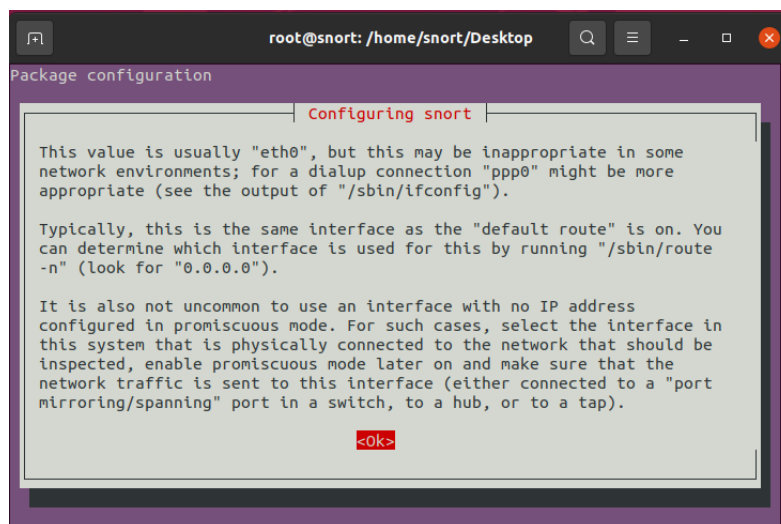 root@snort: /home/snort/Desktop
Package configuration
Configuring snort
This value is usually "eth0", but this may be inappropriate in some
network environments; for a dialup connection "ppp0" might be more
appropriate (see the output of "/sbin/ifconfig").
Typically, this is the same interface as the "default route" is on. You
can determine which interface is used for this by running "/sbin/route
-n" (look for "0.0.0.0").
It is also not uncommon to use an interface with no IP address
configured in promiscuous mode. For such cases, select the interface in
this system that is physically connected to the network that should be
inspected, enable promiscuous mode later on and make sure that the
network traffic is sent to this interface (either connected to a "port
mirroring/spanning" port in a switch, to a hub, or to a tap).
<Ok>